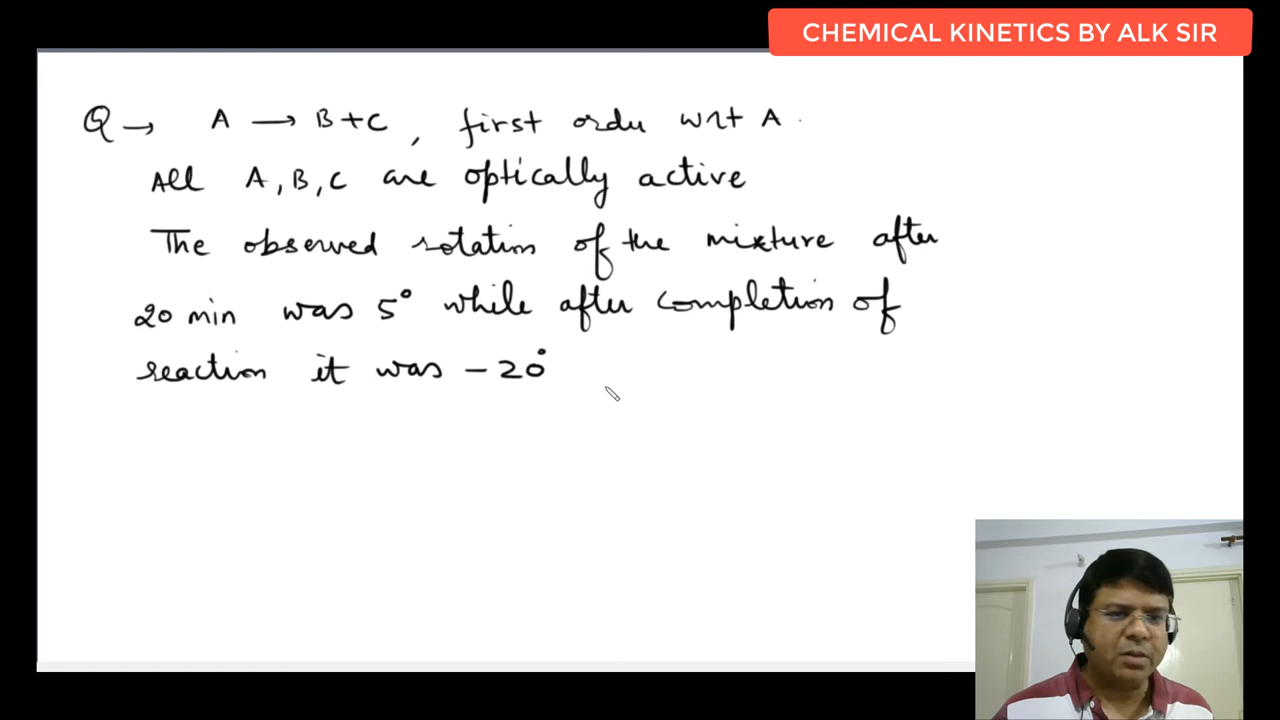 CHEMICAL KINETICS BY ALK SIR
Q → A → B+C, first order wrt A.
All A, B, C are optically active
The observed rotation of the mixture after
20 min was 5° while after completion of
reaction it was -20°